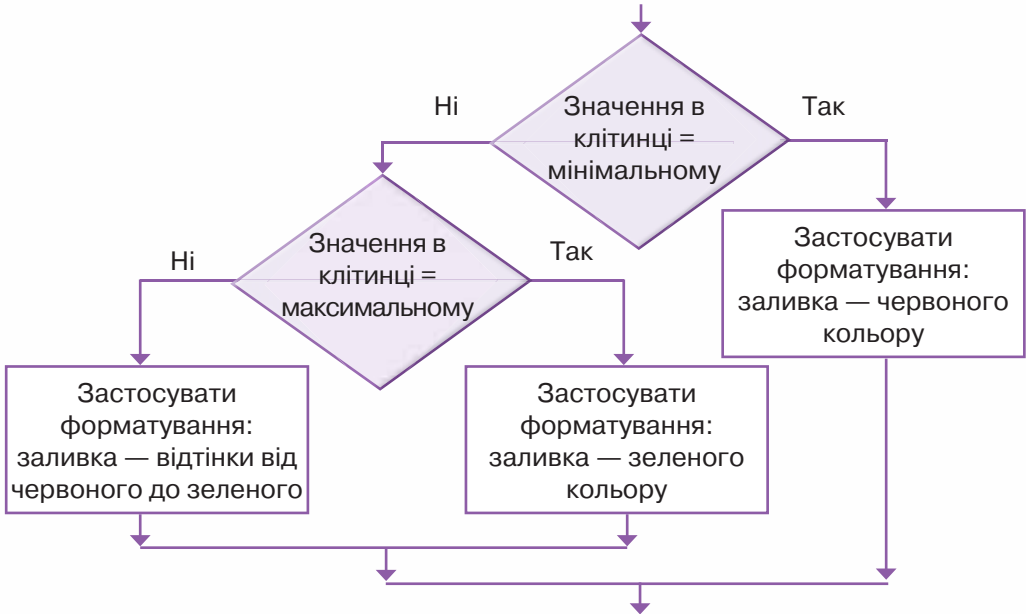 Ні
Значення в
клітинці =
мінімальному
Так
Ні
Значення в
клітинці =
максимальному
Так
Застосувати
форматування:
заливка — червоного
кольору
Застосувати
форматування:
заливка — відтінки від
червоного до зеленого
Застосувати
форматування:
заливка — зеленого
кольору